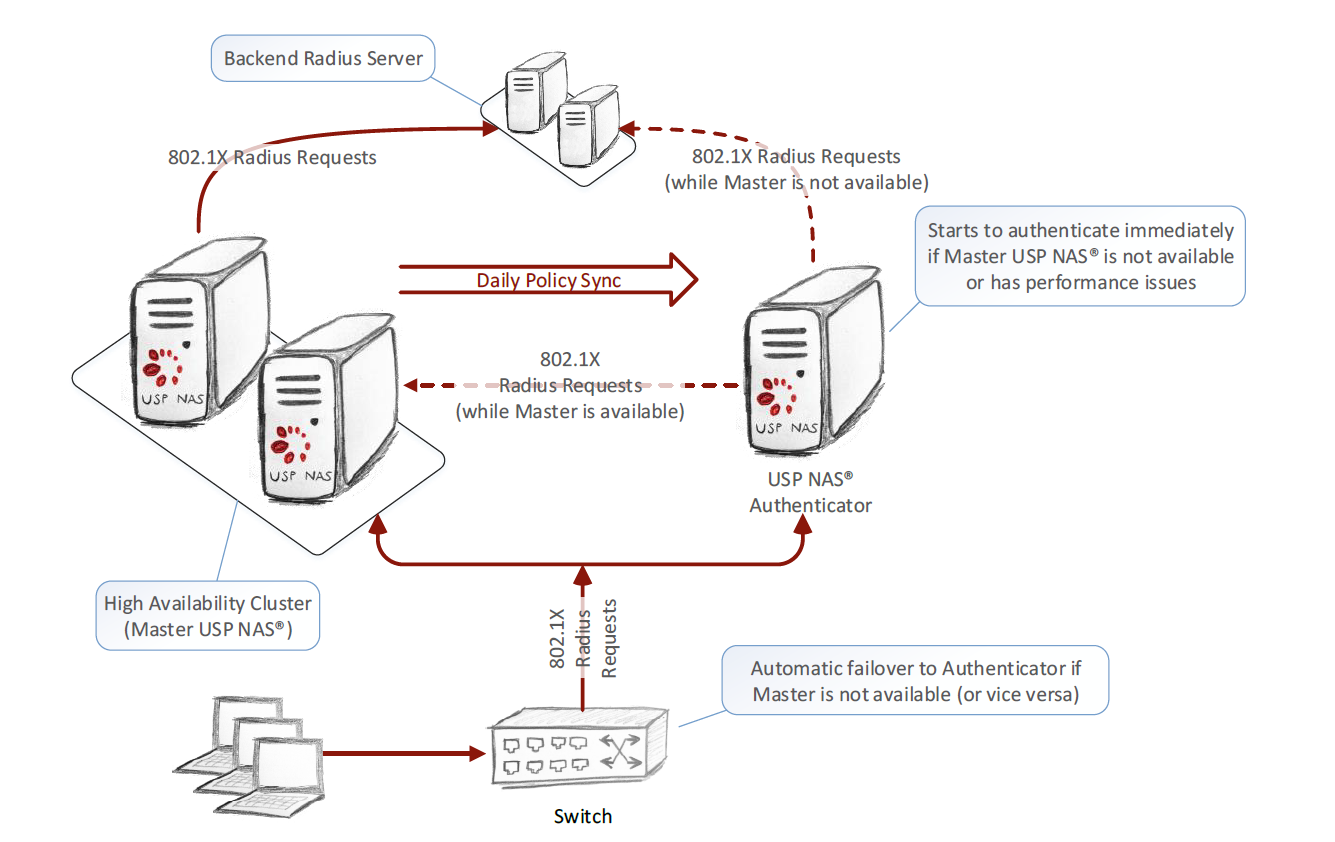 Backend Radius Server
802.1X Radius Requests
802.1X Radius Requests
(while Master is not available)
Starts to authenticate immediately
if Master USP NAS® is not available
or has performance issues
Daily Policy Sync
802.1X
Radius Requests
(while Master is available)
USP NAS
USP NAS
USP NAS
USP NAS®
Authenticator
High Availability Cluster
(Master USP NAS®)
802.1X
Radius
Requests
Automatic failover to Authenticator if
Master is not available (or vice versa)
Switch